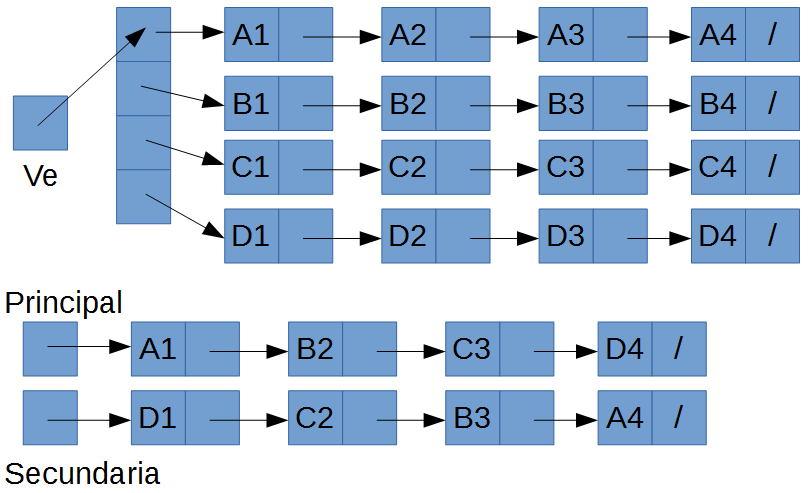 A1 A2 A3 A4 /
B1 B2 B3 B4 /
Ve
C1 C2 C3 C4 /
D1 D2 D3 D4 /
Principal
A1 B2 C3 D4 /
D1 C2 B3 A4 /
Secundaria